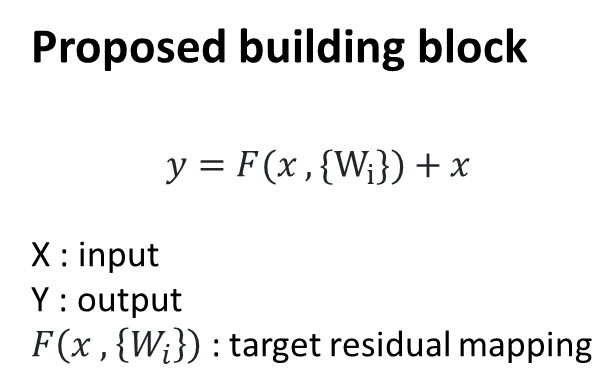 Proposed building block
y = F(x , {Wᵢ}) + x
X : input
Y : output
F(x , {Wᵢ}) : target residual mapping